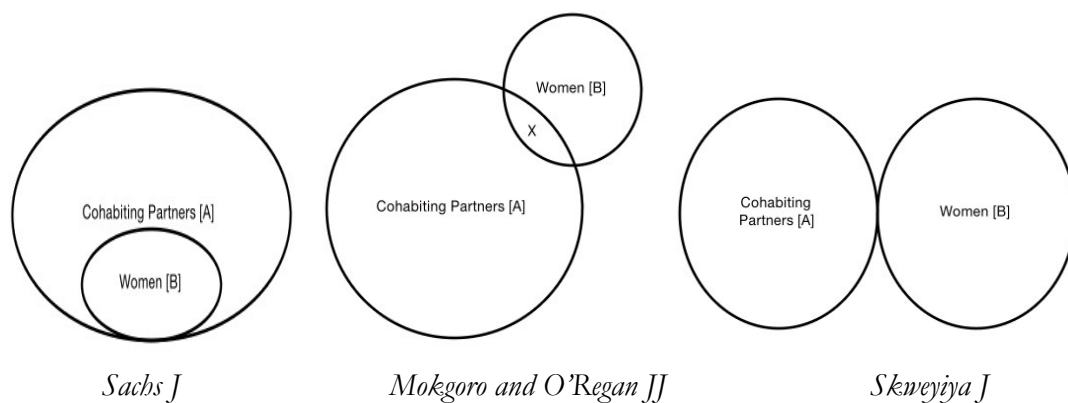 Cohabiting Partners [A]
Women [B]
Women [B]
X
Cohabiting Partners [A]
Cohabiting
Partners [A]
Women [B]
Sachs J
Mokgoro and O’Regan JJ
Skweyiya J